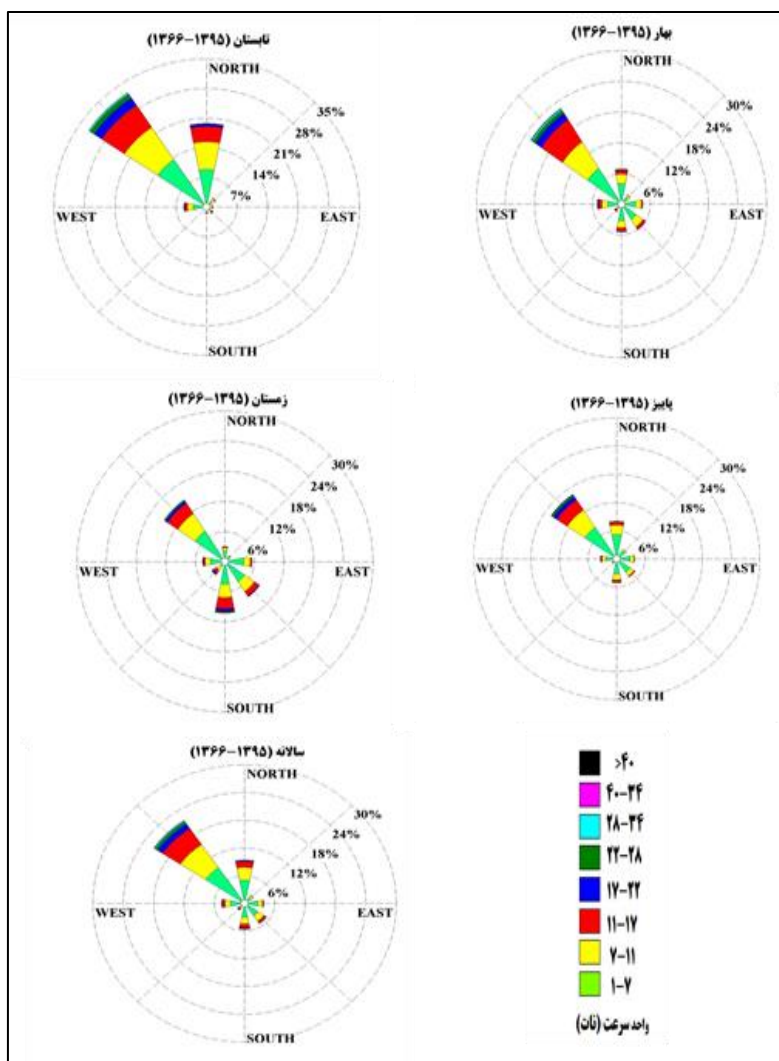 تابستان (۱۳۶۶-۱۳۹۵)
NORTH
35%
28%
21%
14%
7%
WEST
EAST
SOUTH
بهار (۱۳۶۶-۱۳۹۵)
NORTH
30%
24%
18%
12%
6%
WEST
EAST
SOUTH
زمستان (۱۳۶۶-۱۳۹۵)
NORTH
30%
24%
18%
12%
6%
WEST
EAST
SOUTH
پاییز (۱۳۶۶-۱۳۹۵)
NORTH
30%
24%
18%
12%
6%
WEST
EAST
SOUTH
سالانه (۱۳۶۶-۱۳۹۵)
NORTH
30%
24%
18%
12%
6%
WEST
EAST
SOUTH
>۴۰
۴۰-۳۴
۲۸-۳۴
۲۲-۲۸
۱۷-۲۲
۱۱-۱۷
۷-۱۱
۱-۷
واحد سرعت (نات)